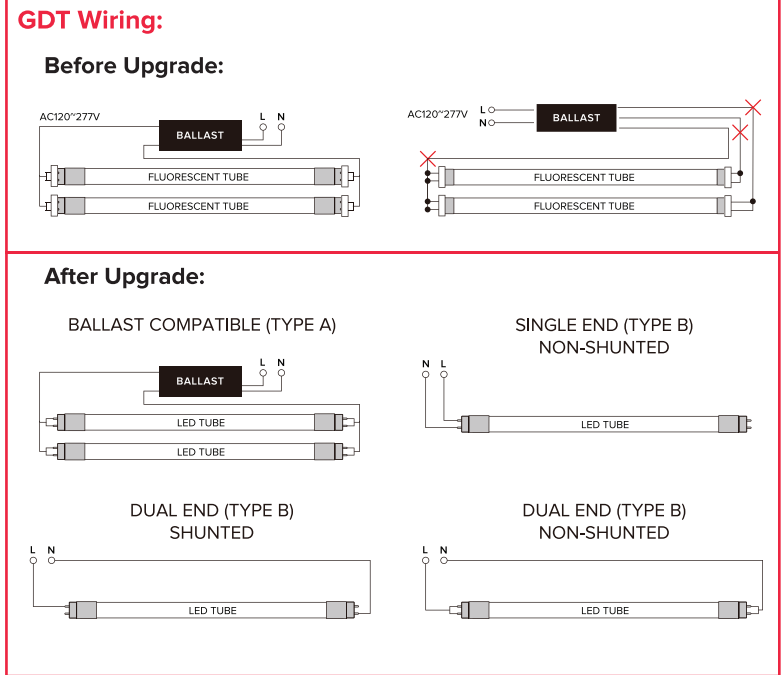 GDT Wiring:
Before Upgrade:
AC120~277V
L N
BALLAST
FLUORESCENT TUBE
FLUORESCENT TUBE
AC120~277V
L
N
BALLAST
FLUORESCENT TUBE
FLUORESCENT TUBE
After Upgrade:
BALLAST COMPATIBLE (TYPE A)
L N
BALLAST
LED TUBE
LED TUBE
SINGLE END (TYPE B)
NON-SHUNTED
N L
LED TUBE
DUAL END (TYPE B)
SHUNTED
L N
LED TUBE
DUAL END (TYPE B)
NON-SHUNTED
L N
LED TUBE